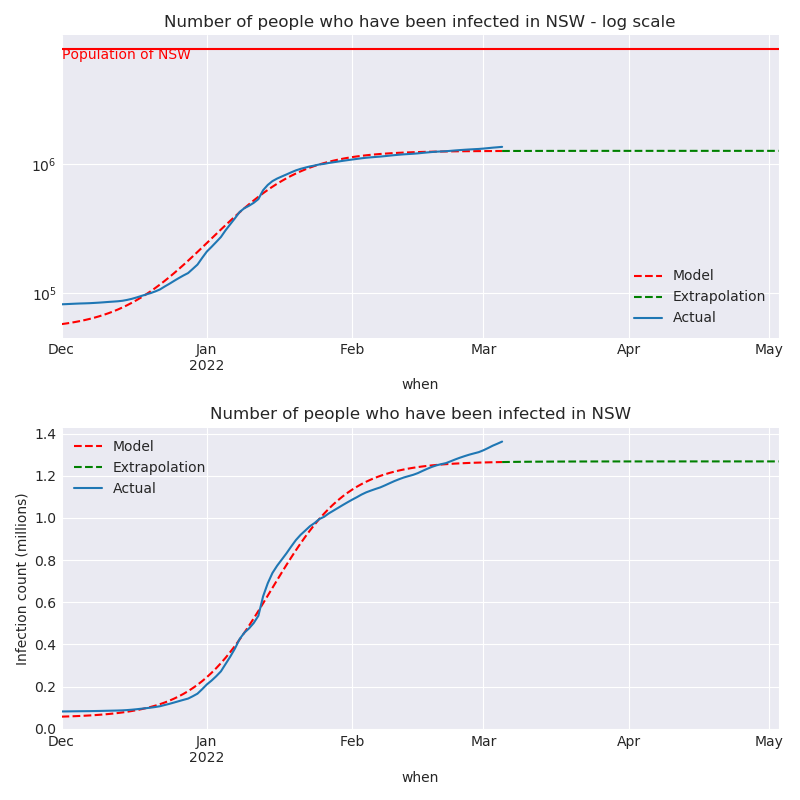 Number of people who have been infected in NSW - log scale
Population of NSW
10⁶
10⁵
Model
Extrapolation
Actual
Dec Jan Feb Mar Apr May
2022
when
Number of people who have been infected in NSW
Infection count (millions)
1.4
1.2
1.0
0.8
0.6
0.4
0.2
0.0
Model
Extrapolation
Actual
Dec Jan Feb Mar Apr May
2022
when